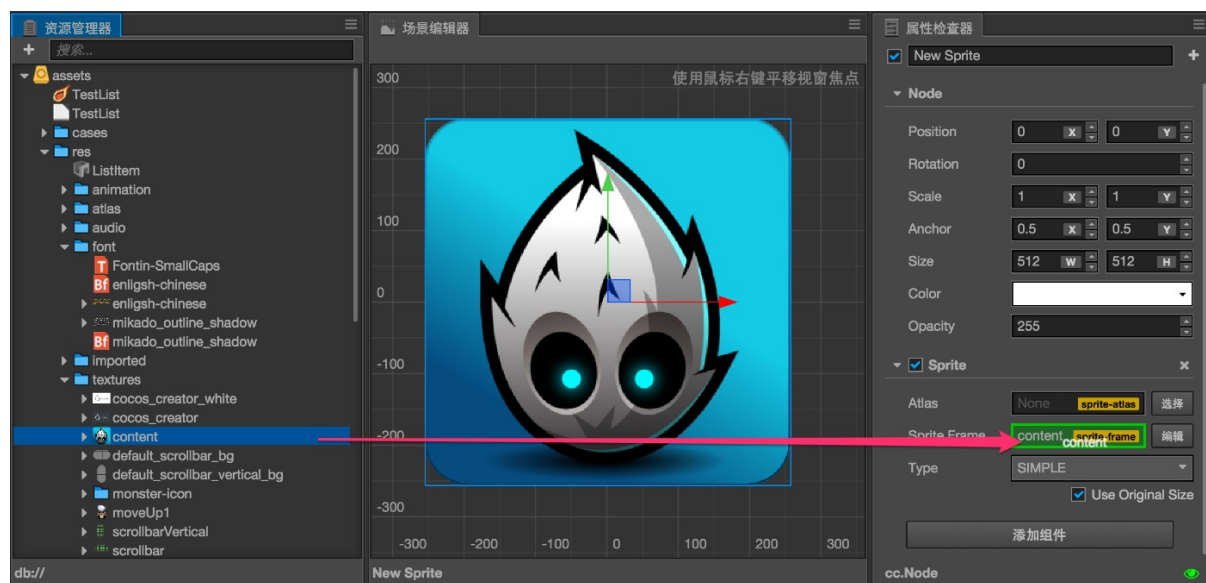 资源管理器
搜索...
assets
TestList
TestList
cases
res
ListItem
animation
atlas
audio
font
Fontin-SmallCaps
enligsh-chinese
enligsh-chinese
mikado_outline_shadow
mikado_outline_shadow
imported
textures
cocos_creator_white
cocos_creator
content
default_scrollbar_bg
default_scrollbar_vertical_bg
monster-icon
moveUp1
scrollbarVertical
scrollbar
db://
场景编辑器
使用鼠标右键平移视窗焦点
300
200
100
0
-100
-200
-300
-300 -200 -100 0 100 200 300
New Sprite
属性检查器
New Sprite
Node
Position 0 X 0 Y
Rotation 0
Scale 1 X 1 Y
Anchor 0.5 X 0.5 Y
Size 512 W 512 H
Color
Opacity 255
Sprite
Atlas None sprite-atlas 选择
Sprite Frame content sprite-frame 编辑
content
Type SIMPLE
Use Original Size
添加组件
cc.Node